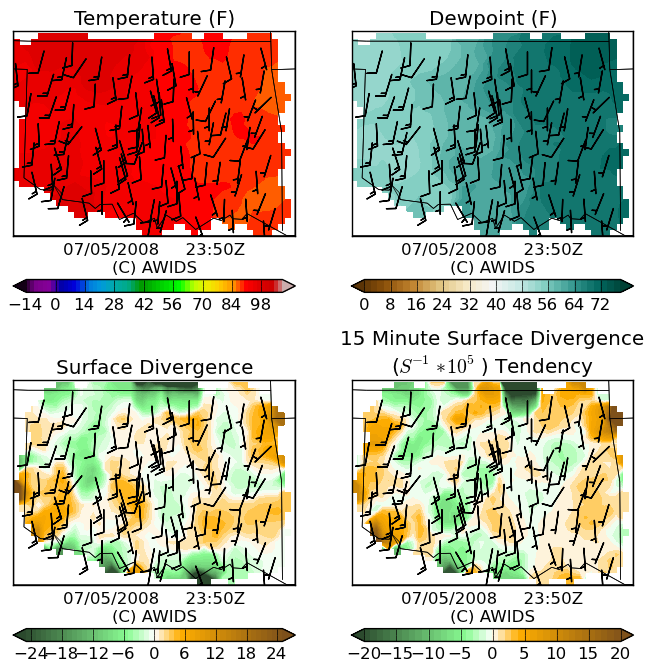 Temperature (F)
Dewpoint (F)
07/05/2008 23:50Z
(C) AWIDS
07/05/2008 23:50Z
(C) AWIDS
−14 0 14 28 42 56 70 84 98
0 8 16 24 32 40 48 56 64 72
Surface Divergence
15 Minute Surface Divergence
(S⁻¹ *10⁵ ) Tendency
07/05/2008 23:50Z
(C) AWIDS
07/05/2008 23:50Z
(C) AWIDS
−24 −18 −12 −6 0 6 12 18 24
−20 −15 −10 −5 0 5 10 15 20